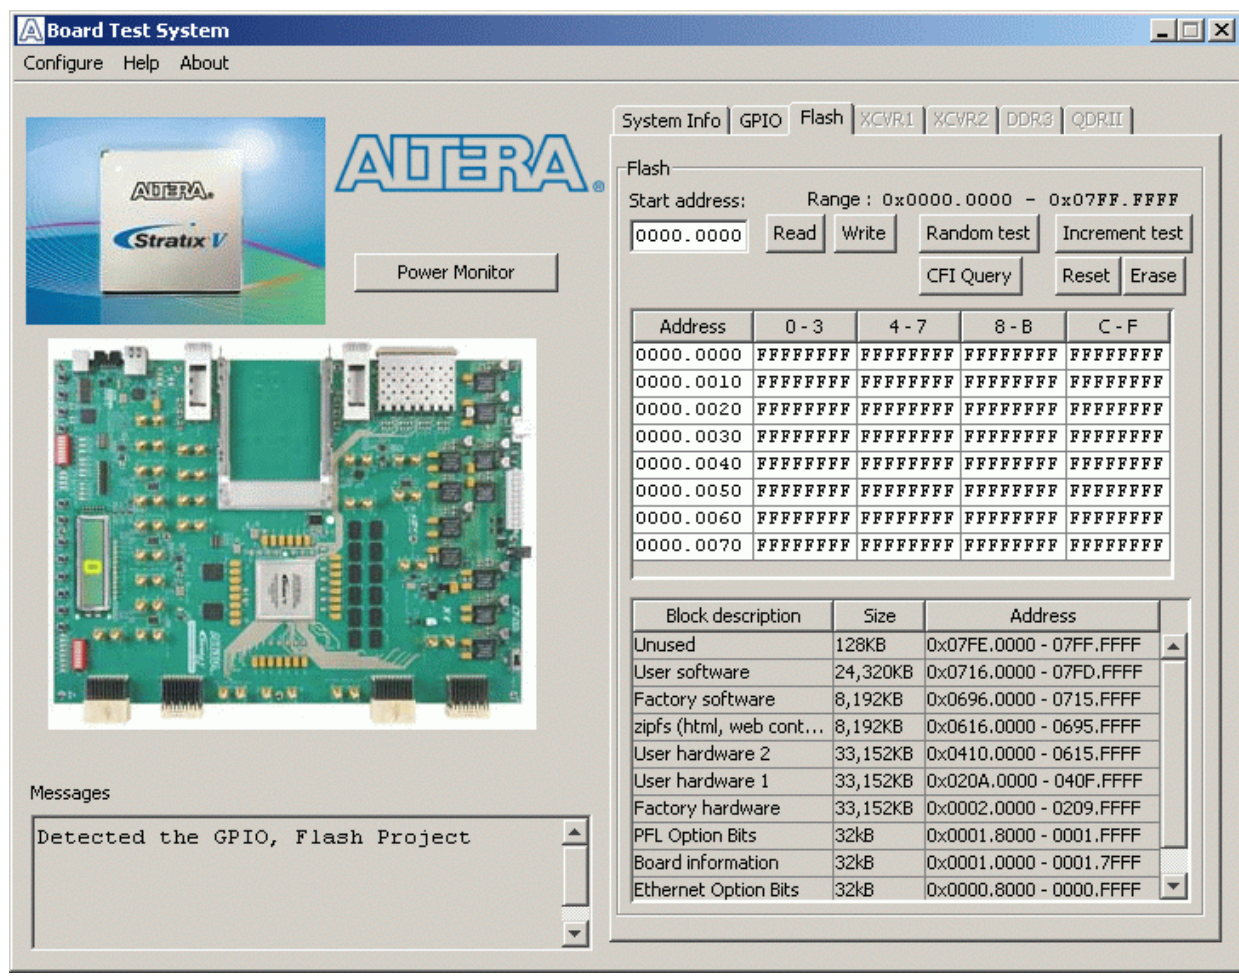 Board Test System
Configure Help About
ALTERA®
Stratix V
ALTERA®
Power Monitor
Messages
Detected the GPIO, Flash Project
System Info GPIO Flash XCVR1 XCVR2 DDR3 QDRII
Flash
Start address: Range : 0x0000.0000 - 0x07FF.FFFF
0000.0000 Read Write Random test Increment test
CFI Query Reset Erase
Address 0 - 3 4 - 7 8 - B C - F
0000.0000 FFFFFFFF FFFFFFFF FFFFFFFF FFFFFFFF
0000.0010 FFFFFFFF FFFFFFFF FFFFFFFF FFFFFFFF
0000.0020 FFFFFFFF FFFFFFFF FFFFFFFF FFFFFFFF
0000.0030 FFFFFFFF FFFFFFFF FFFFFFFF FFFFFFFF
0000.0040 FFFFFFFF FFFFFFFF FFFFFFFF FFFFFFFF
0000.0050 FFFFFFFF FFFFFFFF FFFFFFFF FFFFFFFF
0000.0060 FFFFFFFF FFFFFFFF FFFFFFFF FFFFFFFF
0000.0070 FFFFFFFF FFFFFFFF FFFFFFFF FFFFFFFF
Block description Size Address
Unused 128KB 0x07FE.0000 - 07FF.FFFF
User software 24,320KB 0x0716.0000 - 07FD.FFFF
Factory software 8,192KB 0x0696.0000 - 0715.FFFF
zipfs (html, web cont... 8,192KB 0x0616.0000 - 0695.FFFF
User hardware 2 33,152KB 0x0410.0000 - 0615.FFFF
User hardware 1 33,152KB 0x020A.0000 - 040F.FFFF
Factory hardware 33,152KB 0x0002.0000 - 0209.FFFF
PFL Option Bits 32kB 0x0001.8000 - 0001.FFFF
Board information 32kB 0x0001.0000 - 0001.7FFF
Ethernet Option Bits 32kB 0x0000.8000 - 0000.FFFF